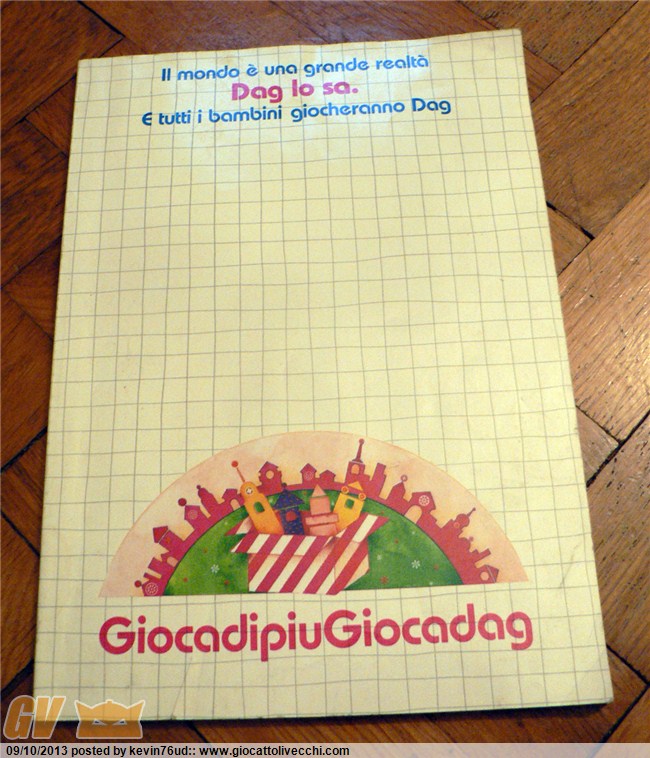 Il mondo è una grande realtà
Dag lo sa.
E tutti i bambini giocheranno Dag
GiocadipiuGiocadag
GV
09/10/2013 posted by kevin76ud:: www.giocattolivecchi.com